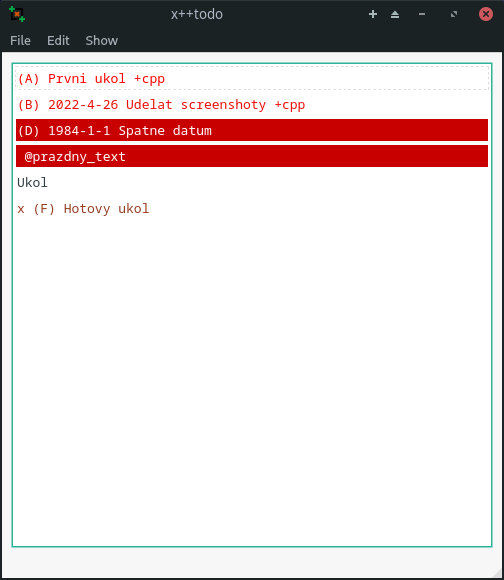 x++todo
File Edit Show
(A) Prvni ukol +cpp
(B) 2022-4-26 Udelat screenshoty +cpp
(D) 1984-1-1 Spatne datum
@prazdny_text
Ukol
x (F) Hotovy ukol